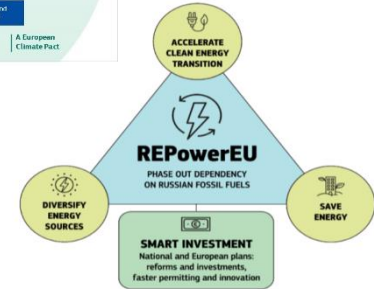 A European
Climate Pact
ACCELERATE
CLEAN ENERGY
TRANSITION
REPowerEU
PHASE OUT DEPENDENCY
ON RUSSIAN FOSSIL FUELS
DIVERSIFY
ENERGY
SOURCES
SAVE
ENERGY
SMART INVESTMENT
National and European plans:
reforms and investments,
faster permitting and innovation